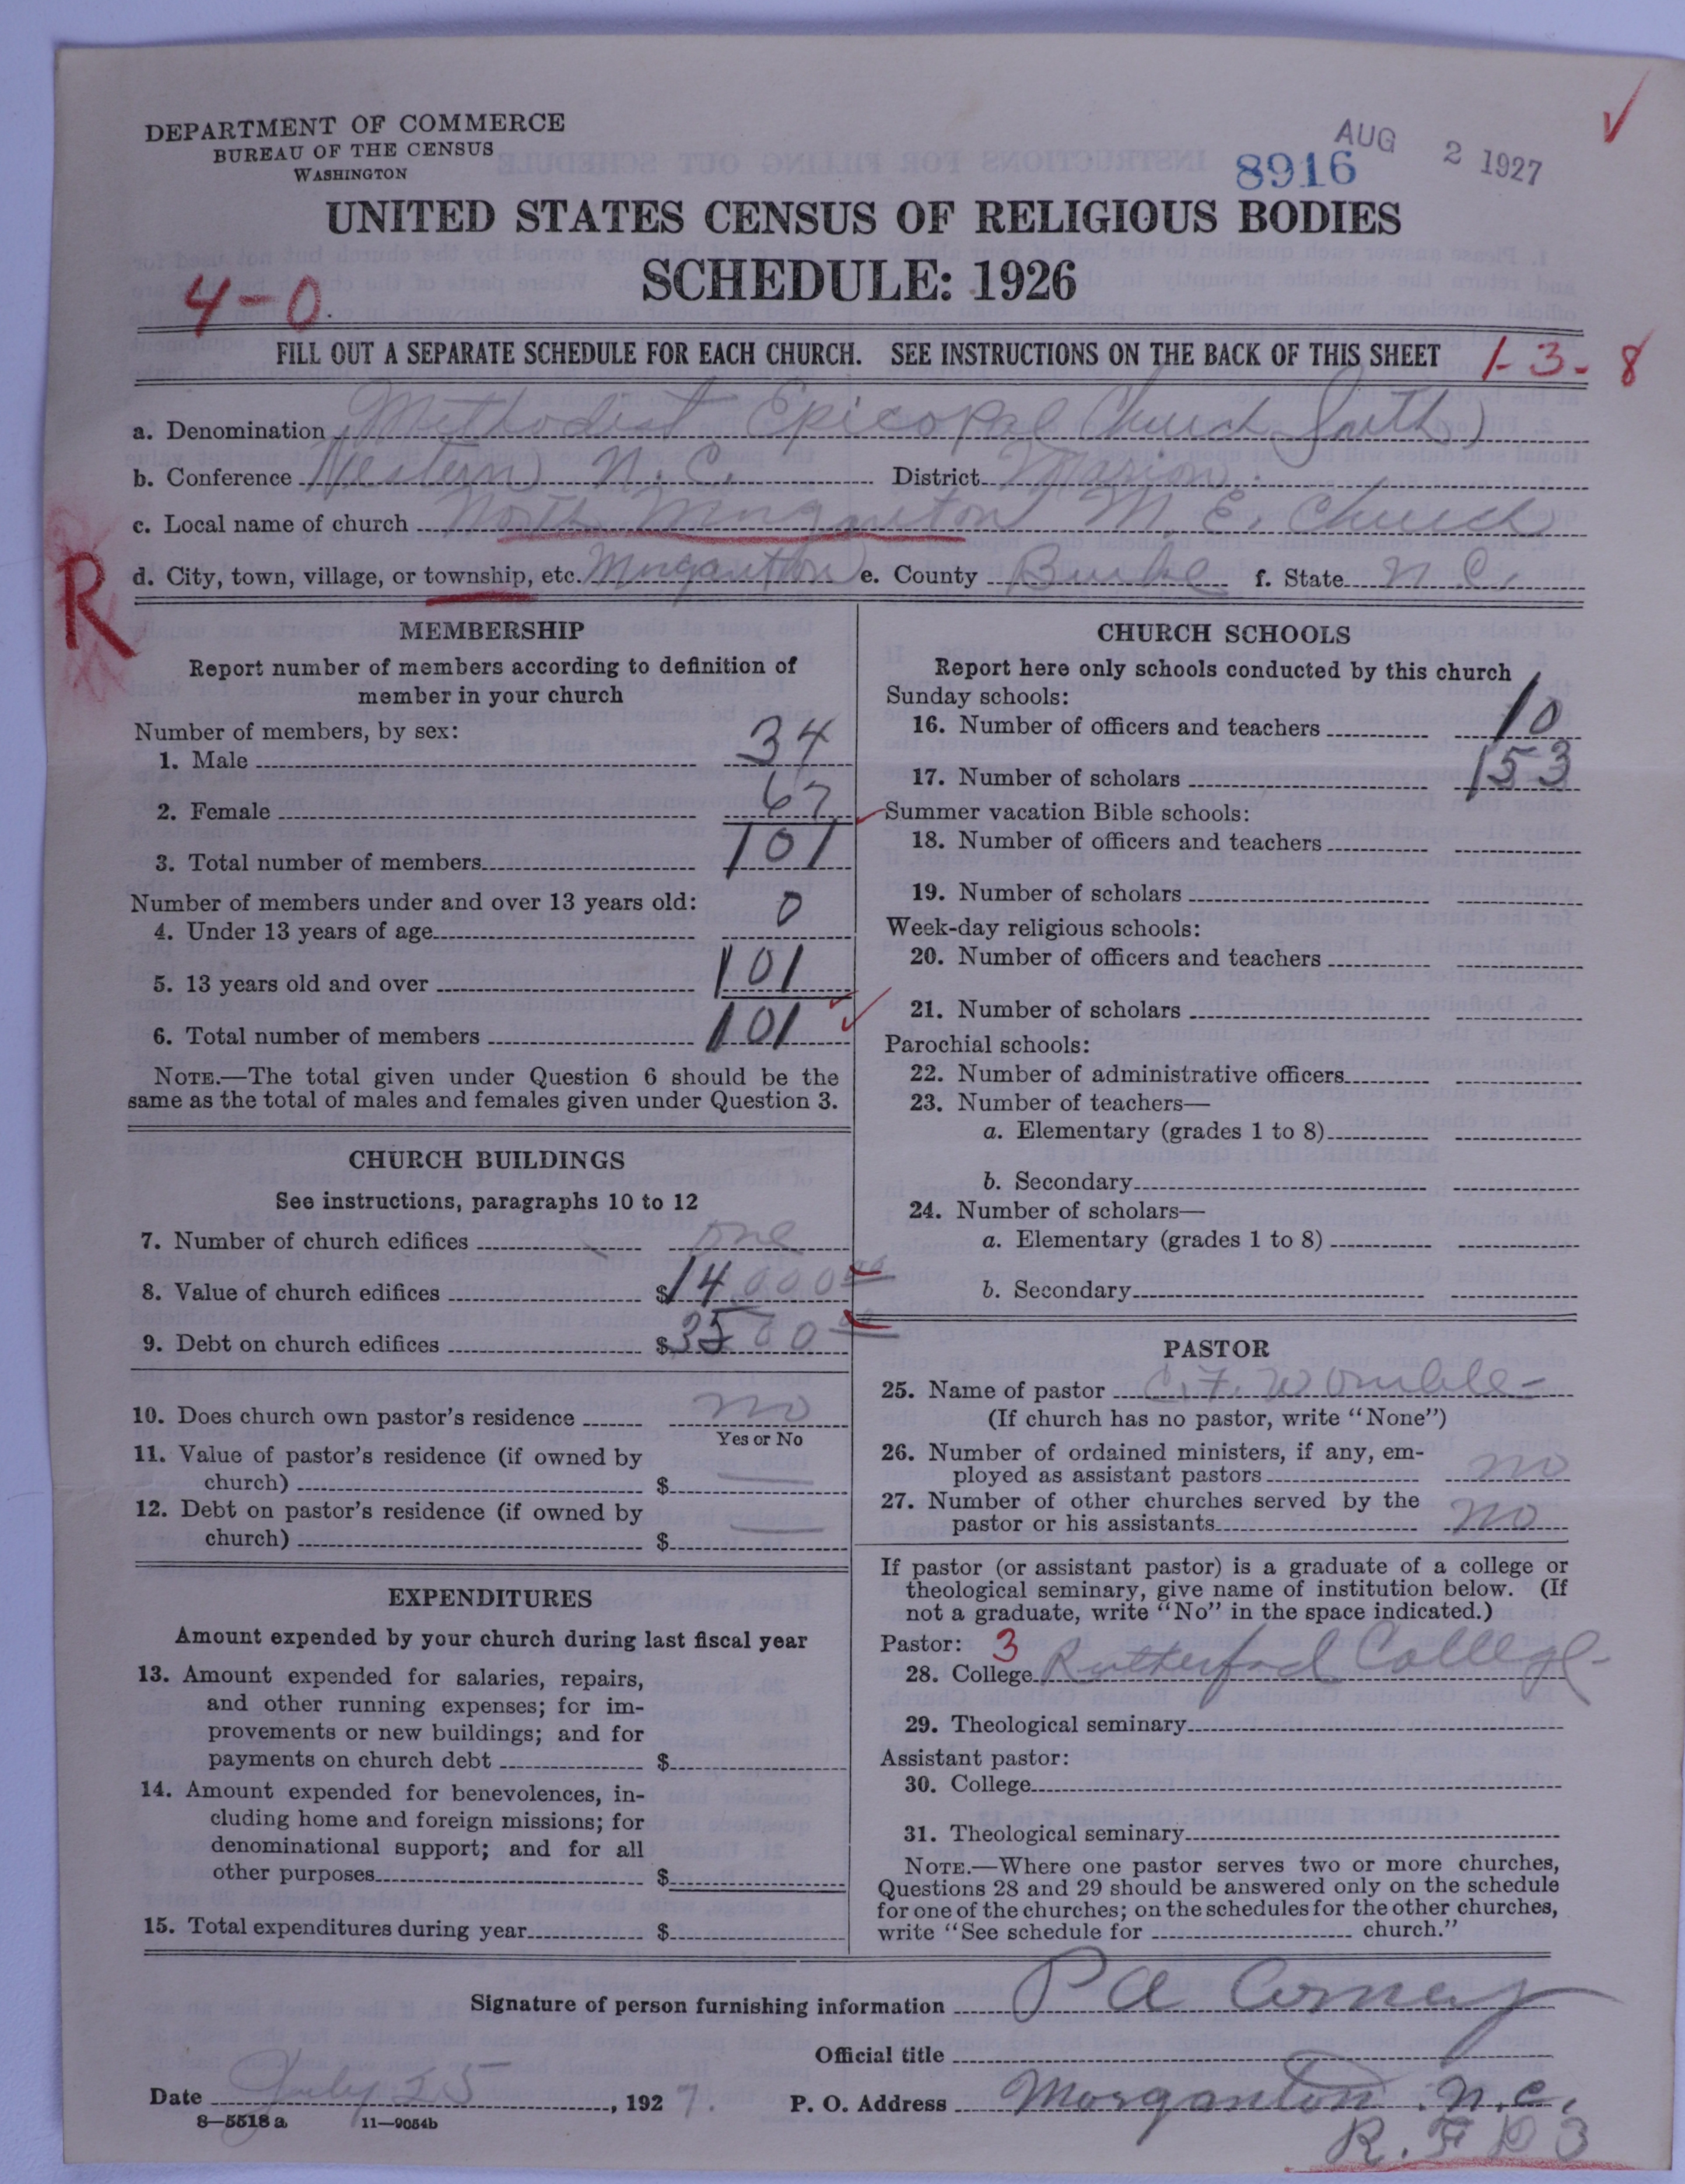 DEPARTMENT OF COMMERCE
BUREAU OF THE CENSUS
WASHINGTON
AUG 2 1927
8916
UNITED STATES CENSUS OF RELIGIOUS BODIES
SCHEDULE: 1926
4-0.
FILL OUT A SEPARATE SCHEDULE FOR EACH CHURCH. SEE INSTRUCTIONS ON THE BACK OF THIS SHEET
1-3-8
a. Denomination Methodist Epicopal Church South
b. Conference Western N.C. District Marion
c. Local name of church North Morganton M. E. Church
R
d. City, town, village, or township, etc. Morganton e. County Burke f. State N.C.
MEMBERSHIP
Report number of members according to definition of
member in your church
Number of members, by sex:
1. Male 34
2. Female 67
3. Total number of members 101
Number of members under and over 13 years old:
4. Under 13 years of age 0
5. 13 years old and over 101
6. Total number of members 101
NOTE.—The total given under Question 6 should be the
same as the total of males and females given under Question 3.
CHURCH BUILDINGS
See instructions, paragraphs 10 to 12
7. Number of church edifices one
8. Value of church edifices $14,000 00
9. Debt on church edifices $3500 00
10. Does church own pastor's residence no
Yes or No
11. Value of pastor's residence (if owned by
church) $
12. Debt on pastor's residence (if owned by
church) $
EXPENDITURES
Amount expended by your church during last fiscal year
13. Amount expended for salaries, repairs,
and other running expenses; for im-
provements or new buildings; and for
payments on church debt $
14. Amount expended for benevolences, in-
cluding home and foreign missions; for
denominational support; and for all
other purposes $
15. Total expenditures during year $
CHURCH SCHOOLS
Report here only schools conducted by this church
Sunday schools:
16. Number of officers and teachers 10
17. Number of scholars 153
Summer vacation Bible schools:
18. Number of officers and teachers
19. Number of scholars
Week-day religious schools:
20. Number of officers and teachers
21. Number of scholars
Parochial schools:
22. Number of administrative officers
23. Number of teachers—
a. Elementary (grades 1 to 8)
b. Secondary
24. Number of scholars—
a. Elementary (grades 1 to 8)
b. Secondary
PASTOR
25. Name of pastor C. F. Womble
(If church has no pastor, write "None")
26. Number of ordained ministers, if any, em-
ployed as assistant pastors no
27. Number of other churches served by the
pastor or his assistants no
If pastor (or assistant pastor) is a graduate of a college or
theological seminary, give name of institution below. (If
not a graduate, write "No" in the space indicated.)
Pastor: 3
28. College Rutherford College
29. Theological seminary
Assistant pastor:
30. College
31. Theological seminary
NOTE.—Where one pastor serves two or more churches,
Questions 28 and 29 should be answered only on the schedule
for one of the churches; on the schedules for the other churches,
write "See schedule for church."
Signature of person furnishing information P A
Official title
Date July 25, 1927. P. O. Address Morganton N.C.
8—5518 a 11—9054b
R. F D 3